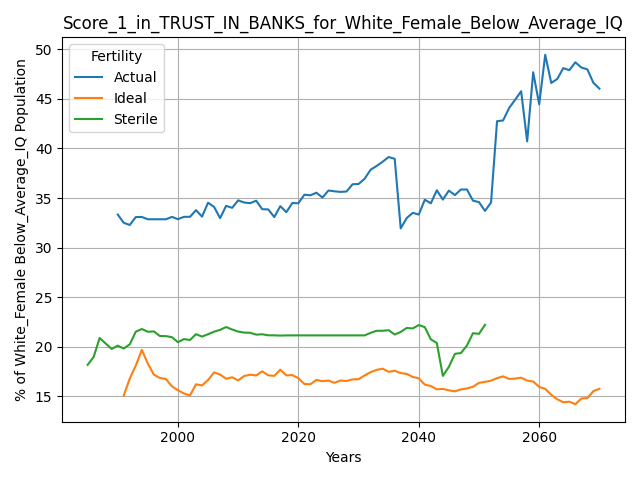 Score_1_in_TRUST_IN_BANKS_for_White_Female_Below_Average_IQ
% of White_Female Below_Average_IQ Population
50
45
40
35
30
25
20
15
Fertility
Actual
Ideal
Sterile
2000
2020
2040
2060
Years